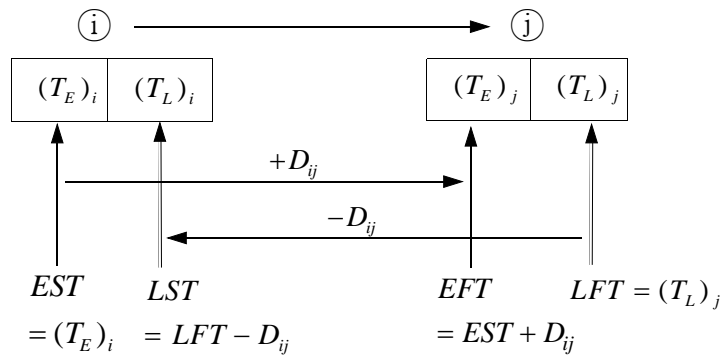 ⓘ ⓙ
(T_E)_i (T_L)_i (T_E)_j (T_L)_j
+D_ij
−D_ij
EST LST EFT LFT = (T_L)_j
= (T_E)_i = LFT − D_ij = EST + D_ij